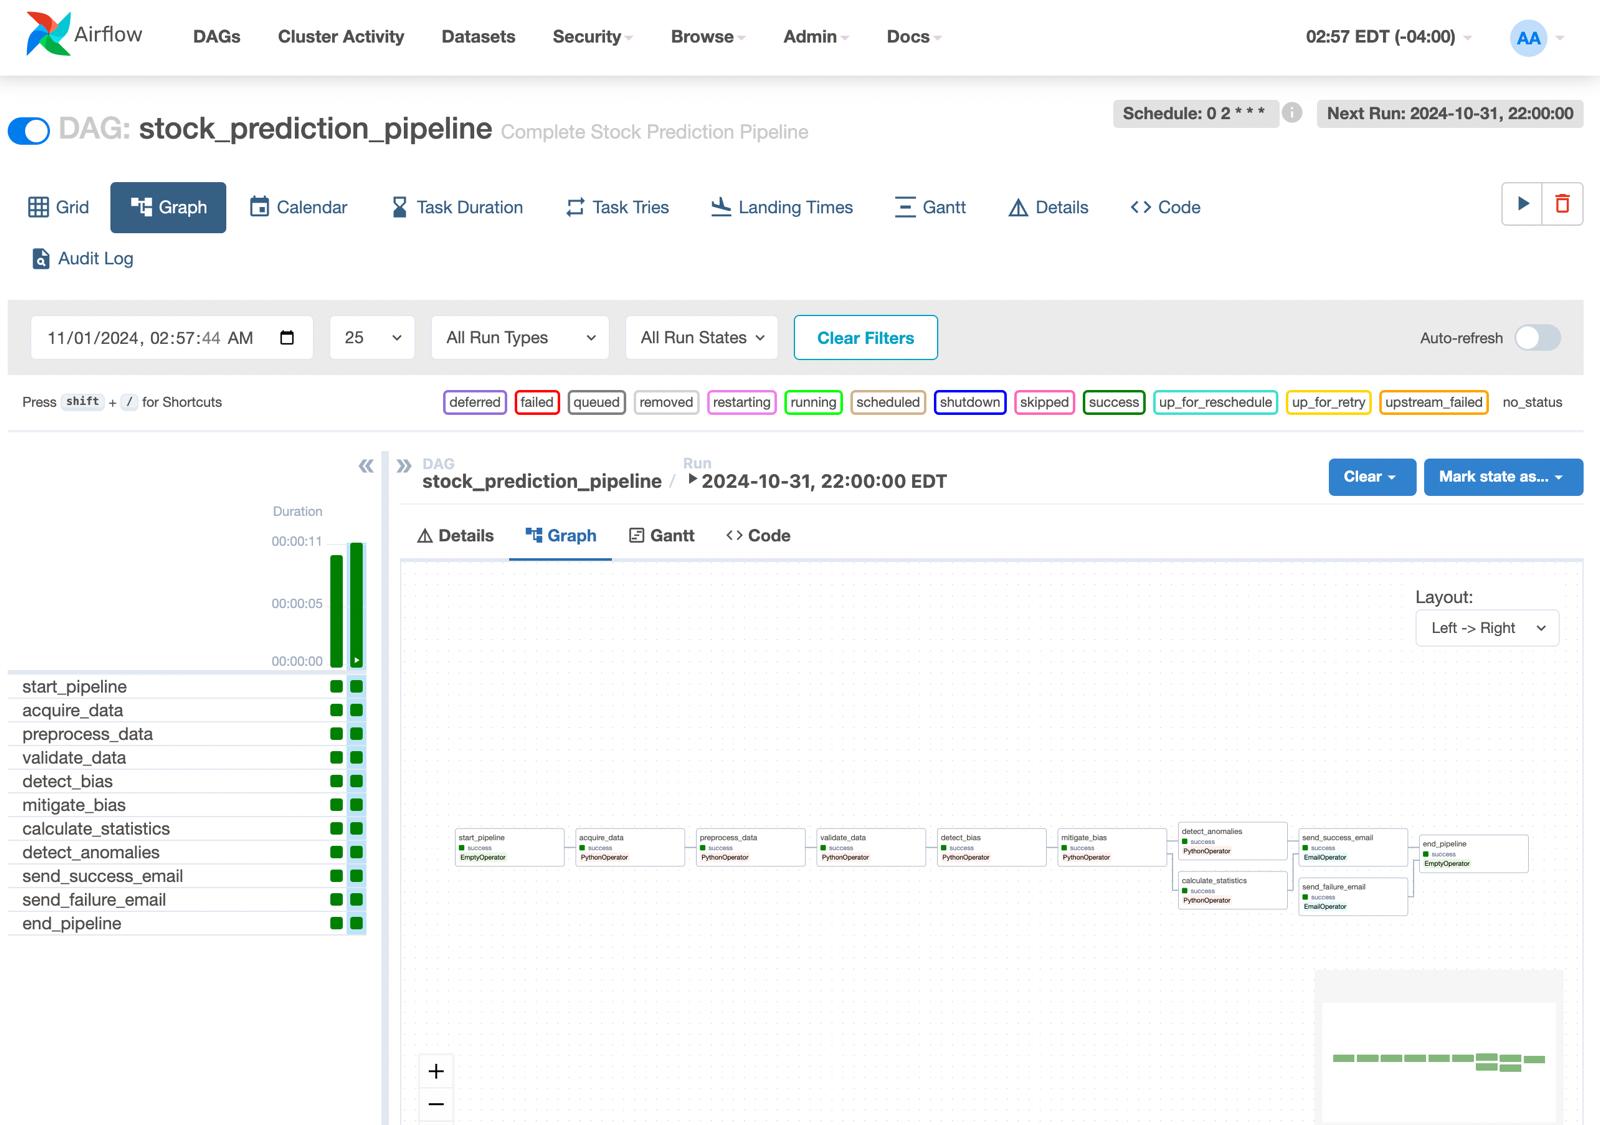 Airflow
DAGs Cluster Activity Datasets Security Browse Admin Docs 02:57 EDT (-04:00) AA
Schedule: 0 2 * * * i Next Run: 2024-10-31, 22:00:00
DAG: stock_prediction_pipeline Complete Stock Prediction Pipeline
Grid Graph Calendar Task Duration Task Tries Landing Times Gantt Details Code
Audit Log
11/01/2024, 02:57:44 AM 25 All Run Types All Run States Clear Filters Auto-refresh
Press shift + / for Shortcuts deferred failed queued removed restarting running scheduled shutdown skipped success up_for_reschedule up_for_retry upstream_failed no_status
DAG Run
stock_prediction_pipeline / 2024-10-31, 22:00:00 EDT
Clear Mark state as...
Duration
00:00:11
00:00:05
00:00:00
start_pipeline
acquire_data
preprocess_data
validate_data
detect_bias
mitigate_bias
calculate_statistics
detect_anomalies
send_success_email
send_failure_email
end_pipeline
Details Graph Gantt Code
Layout:
Left -> Right
start_pipeline
success
EmptyOperator
acquire_data
success
PythonOperator
preprocess_data
success
PythonOperator
validate_data
success
PythonOperator
detect_bias
success
PythonOperator
mitigate_bias
success
PythonOperator
detect_anomalies
success
PythonOperator
calculate_statistics
success
PythonOperator
send_success_email
success
EmailOperator
send_failure_email
success
EmailOperator
end_pipeline
success
EmptyOperator
+
−